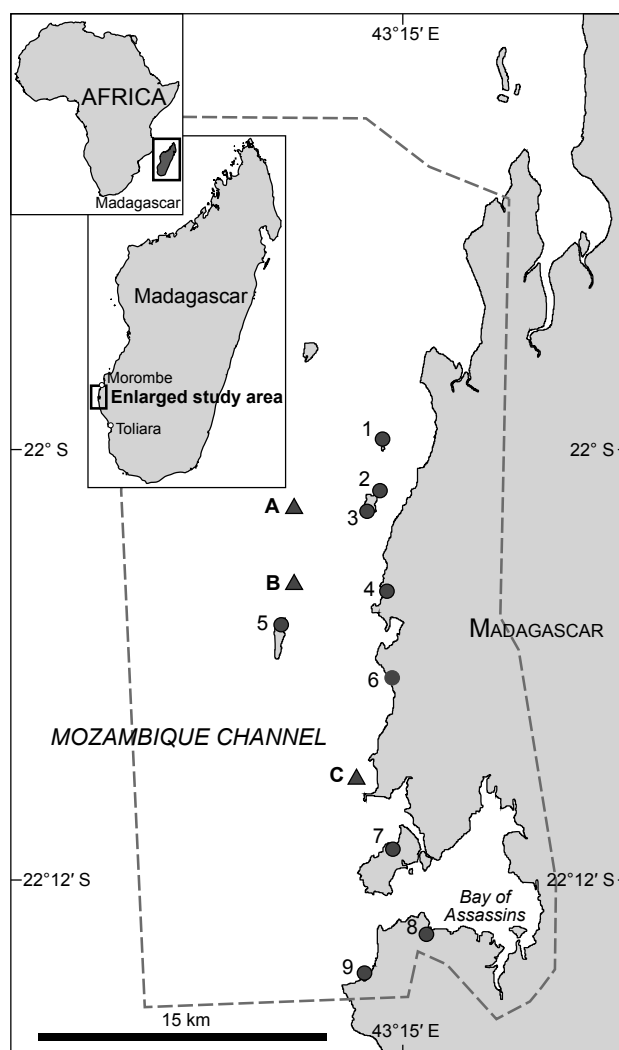 43°15′ E
AFRICA
Madagascar
Madagascar
Morombe
Enlarged study area
Toliara
1
22° S
22° S
2
A
3
B
4
5
MADAGASCAR
6
MOZAMBIQUE CHANNEL
C
7
22°12′ S
22°12′ S
Bay of
Assassins
8
9
15 km
43°15′ E